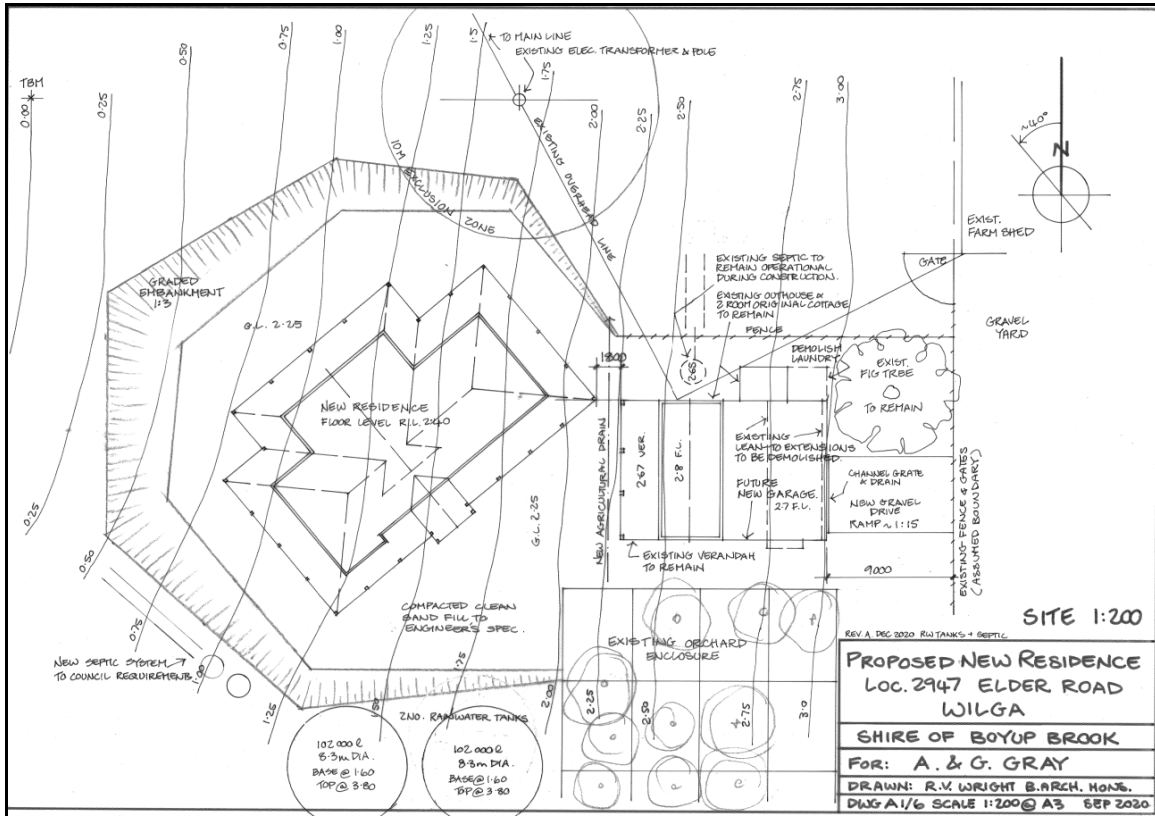 TBM
0.00
0.25
0.50
0.75
1.00
1.25
1.5
TO MAIN LINE
EXISTING ELEC. TRANSFORMER & POLE
1.75
2.00
2.25
2.50
2.75
3.00
~40°
N
10M EXCLUSION ZONE
EXISTING OVERHEAD LINE
EXIST.
FARM SHED
GATE
GRAVEL
YARD
EXISTING SEPTIC TO
REMAIN OPERATIONAL
DURING CONSTRUCTION.
EXISTING OUTHOUSE &
2 ROOM ORIGINAL COTTAGE
TO REMAIN
FENCE
GRADED
EMBANKMENT
1:3
G.L. 2.25
1800
265
DEMOLISH
LAUNDRY
EXIST.
FIG TREE
TO REMAIN
NEW RESIDENCE
FLOOR LEVEL R.L. 2.40
NEW AGRICULTURAL DRAIN
2.67 VER.
2.8 F.L.
EXISTING
LEAN-TO EXTENSIONS
TO BE DEMOLISHED.
FUTURE
NEW GARAGE.
2.7 F.L.
CHANNEL GRATE
& DRAIN
NEW GRAVEL
DRIVE
RAMP ~ 1:15
EXISTING FENCE & GATES
(ASSUMED BOUNDARY)
G.L. 2.25
EXISTING VERANDAH
TO REMAIN
9000
0.25
0.50
0.75
1.00
1.25
1.50
1.75
2.00
2.25
2.50
2.75
3.0
COMPACTED CLEAN
SAND FILL TO
ENGINEER'S SPEC.
EXISTING ORCHARD
ENCLOSURE
NEW SEPTIC SYSTEM
TO COUNCIL REQUIREMENTS
2NO. RAINWATER TANKS
102000ℓ
8.3m DIA.
BASE @ 1.60
TOP @ 3.80
102000ℓ
8.3m DIA.
BASE @ 1.60
TOP @ 3.80
SITE 1:200
REV. A. DEC 2020 RW TANKS + SEPTIC
PROPOSED NEW RESIDENCE
LOC. 2947 ELDER ROAD
WILGA
SHIRE OF BOYUP BROOK
FOR: A. & G. GRAY
DRAWN: R.V. WRIGHT B.ARCH. HONS.
DWG A1/6 SCALE 1:200 @ A3 SEP 2020